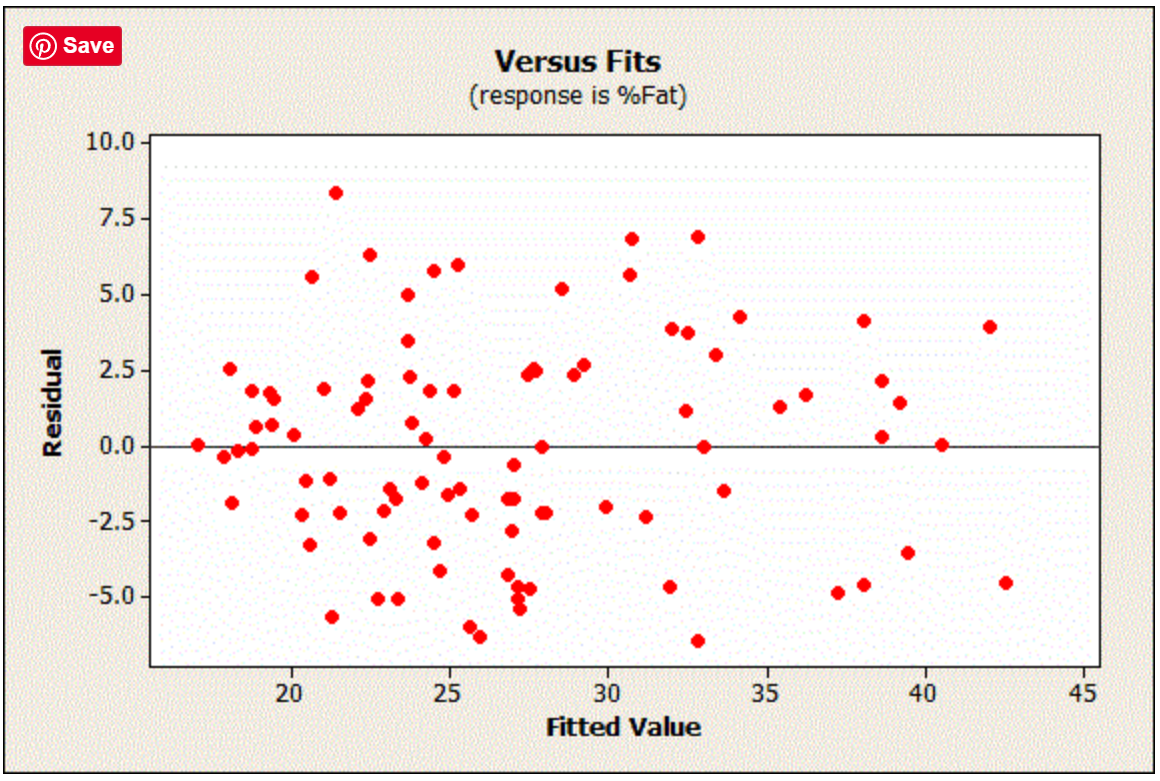 Save
Versus Fits
(response is %Fat)
10.0
7.5
5.0
2.5
0.0
-2.5
-5.0
Residual
20 25 30 35 40 45
Fitted Value